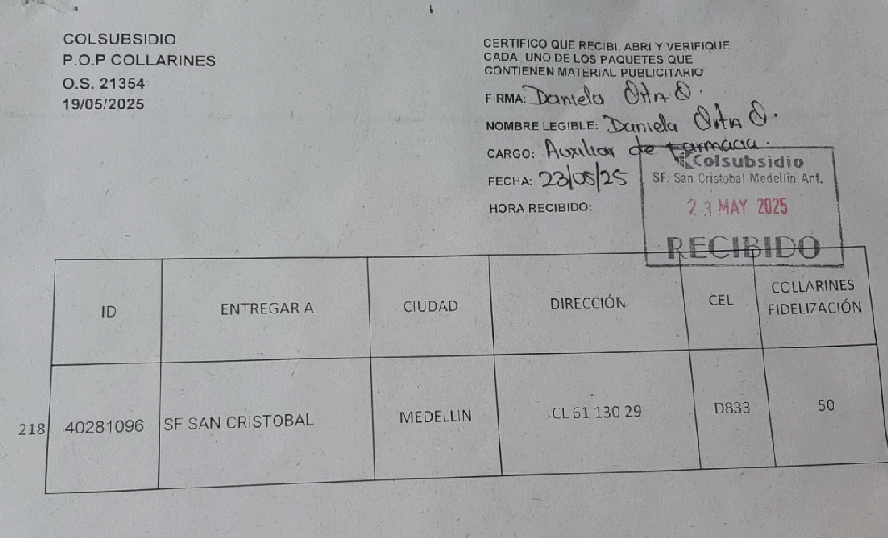 COLSUBSIDIO
P.O.P COLLARINES
O.S. 21354
19/05/2025
CERTIFICO QUE RECIBI, ABRI Y VERIFIQUE
CADA UNO DE LOS PAQUETES QUE
CONTIENEN MATERIAL PUBLICITARIO
FIRMA: Daniela
NOMBRE LEGIBLE: Daniela
CARGO: Auxiliar de Farmacia.
FECHA: 23/05/25
HORA RECIBIDO:
Colsubsidio
SF. San Cristobal Medellin Ant.
23 MAY 2025
RECIBIDO
ID ENTREGAR A CIUDAD DIRECCIÓN CEL COLLARINES FIDELIZACIÓN
218 40281096 SF SAN CRISTOBAL MEDELLIN CL 61 130 29 D833 50